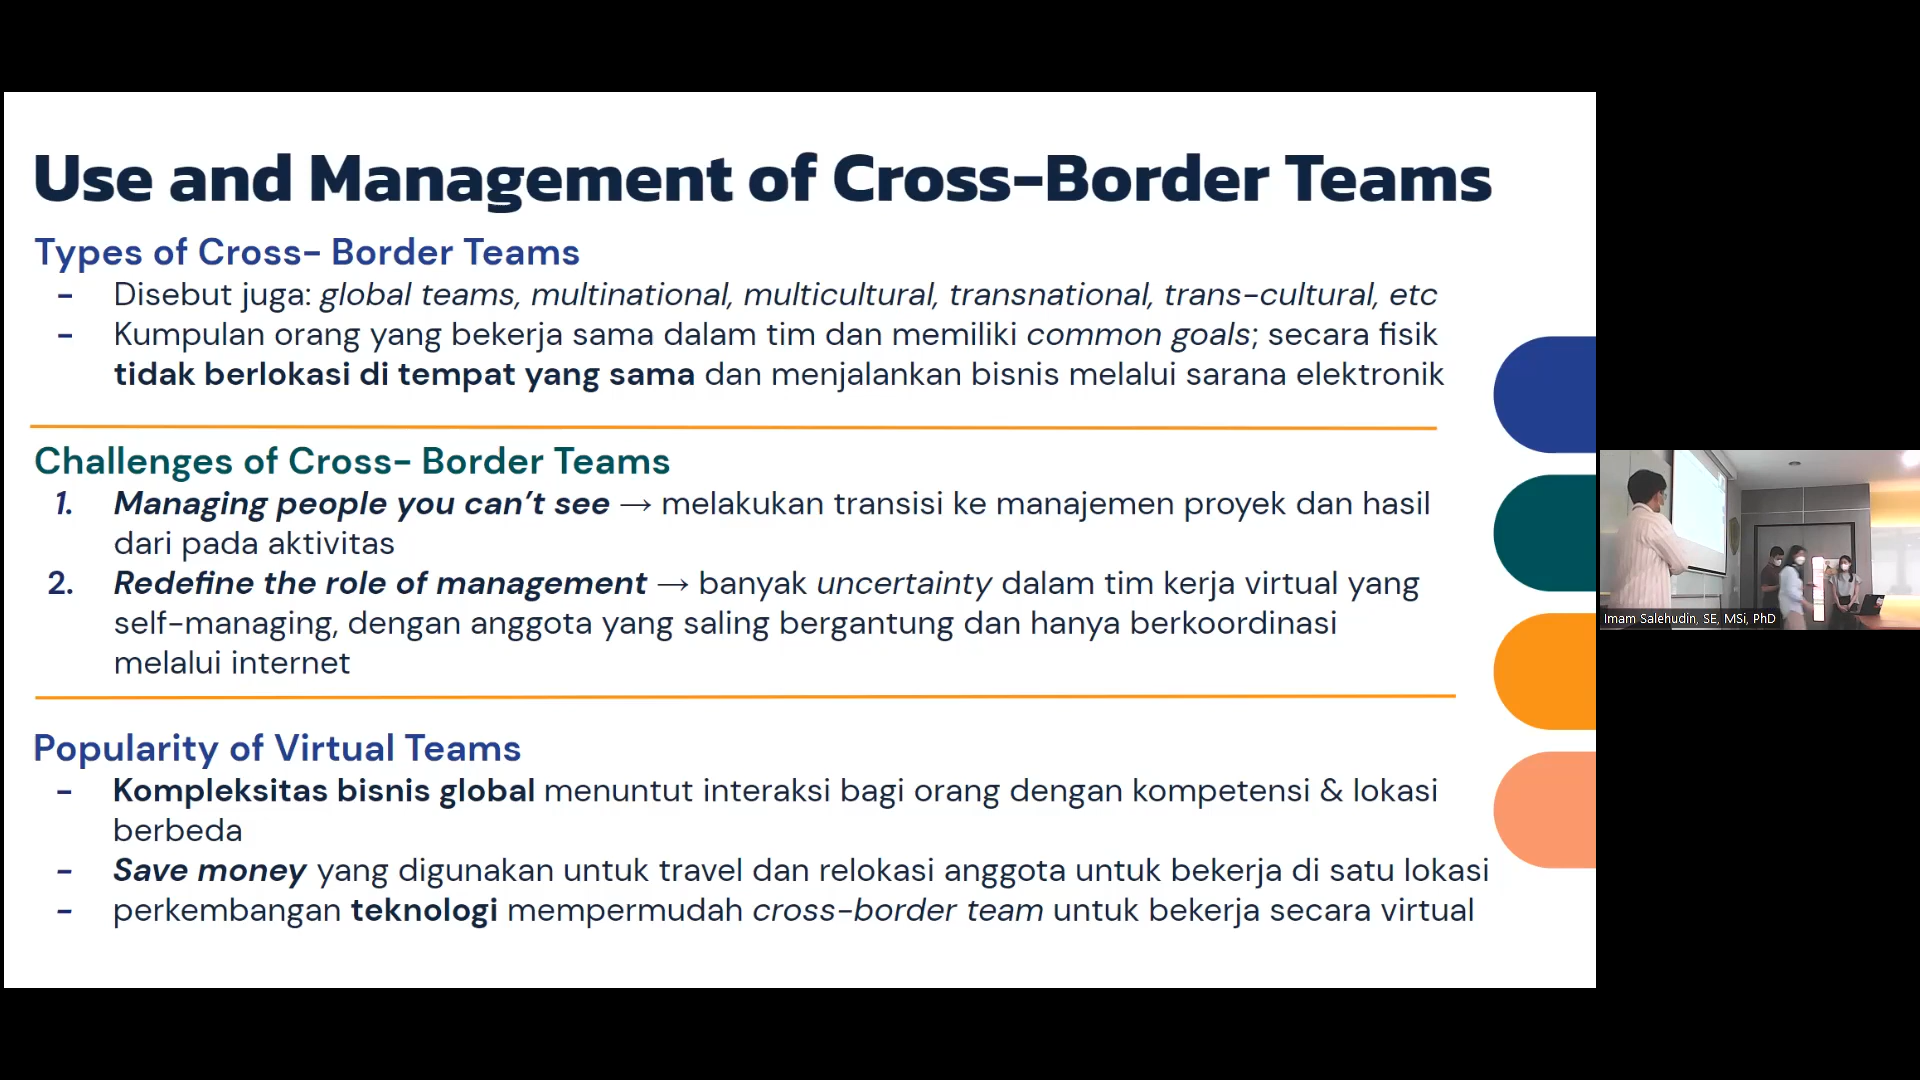 Use and Management of Cross-Border Teams
Types of Cross- Border Teams
- Disebut juga: global teams, multinational, multicultural, transnational, trans-cultural, etc
- Kumpulan orang yang bekerja sama dalam tim dan memiliki common goals; secara fisik
tidak berlokasi di tempat yang sama dan menjalankan bisnis melalui sarana elektronik
Challenges of Cross- Border Teams
1. Managing people you can’t see → melakukan transisi ke manajemen proyek dan hasil
dari pada aktivitas
2. Redefine the role of management → banyak uncertainty dalam tim kerja virtual yang
self-managing, dengan anggota yang saling bergantung dan hanya berkoordinasi
melalui internet
Popularity of Virtual Teams
- Kompleksitas bisnis global menuntut interaksi bagi orang dengan kompetensi & lokasi
berbeda
- Save money yang digunakan untuk travel dan relokasi anggota untuk bekerja di satu lokasi
- perkembangan teknologi mempermudah cross-border team untuk bekerja secara virtual
Imam Salehudin, SE, MSi, PhD